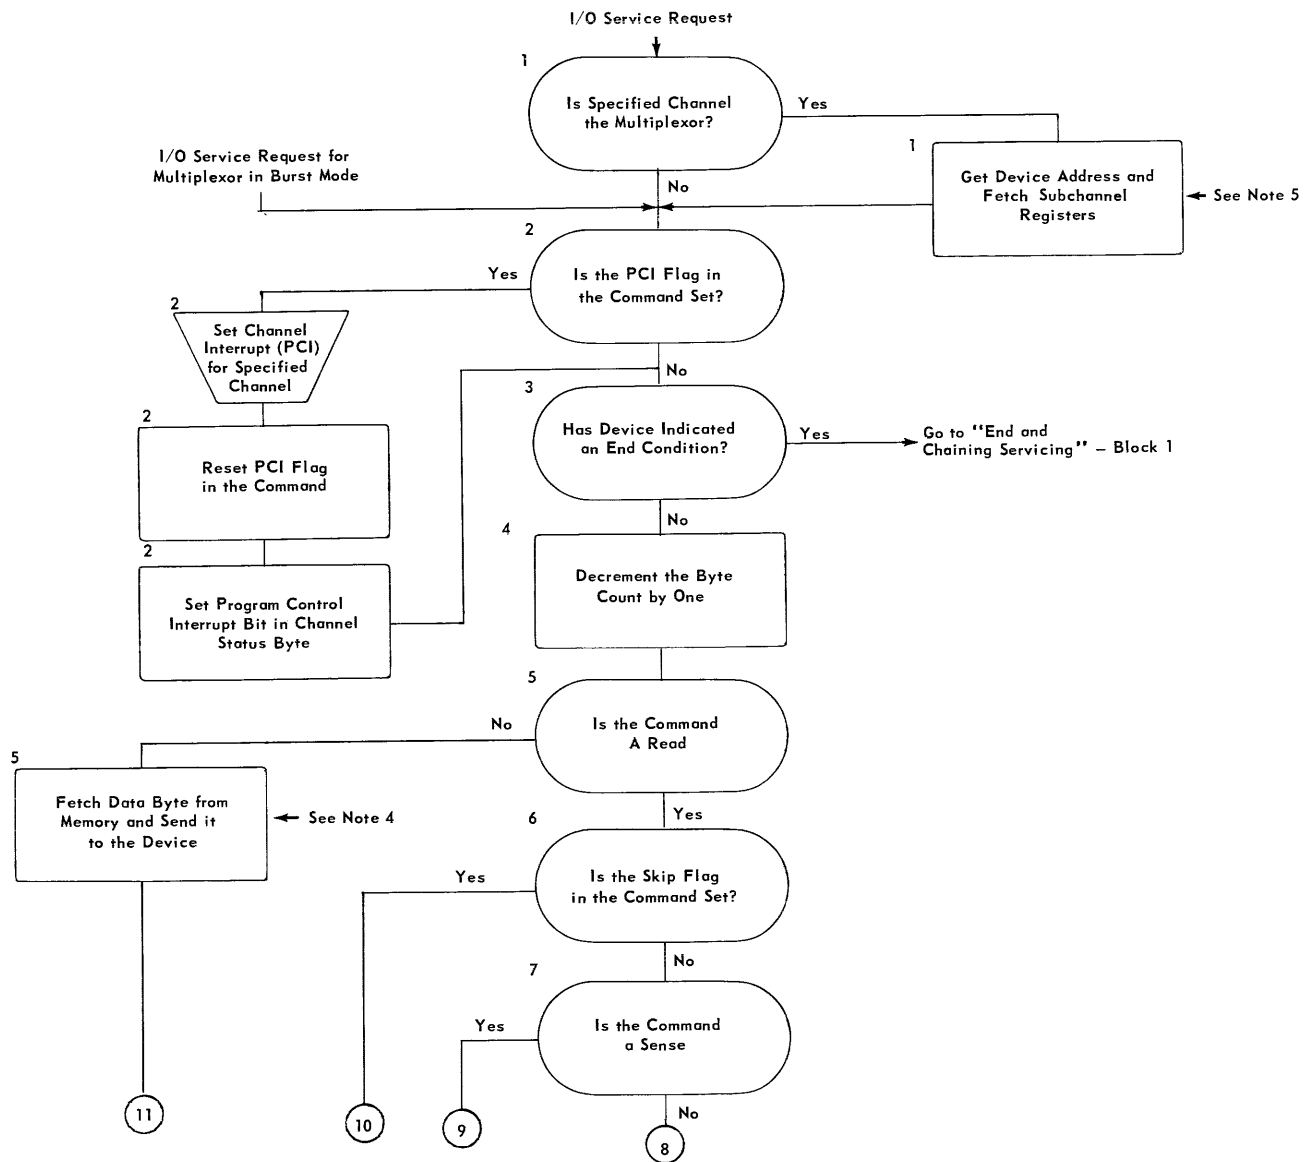 I/O Service Request
1
Is Specified Channel
the Multiplexor?
Yes
No
I/O Service Request for
Multiplexor in Burst Mode
1
Get Device Address and
Fetch Subchannel
Registers
See Note 5
2
Is the PCI Flag in
the Command Set?
Yes
No
2
Set Channel
Interrupt (PCI)
for Specified
Channel
2
Reset PCI Flag
in the Command
2
Set Program Control
Interrupt Bit in Channel
Status Byte
3
Has Device Indicated
an End Condition?
Yes
Go to "End and
Chaining Servicing" – Block 1
No
4
Decrement the Byte
Count by One
5
Is the Command
A Read
No
Yes
5
Fetch Data Byte from
Memory and Send it
to the Device
See Note 4
6
Is the Skip Flag
in the Command Set?
Yes
No
7
Is the Command
a Sense
Yes
No
11
10
9
8